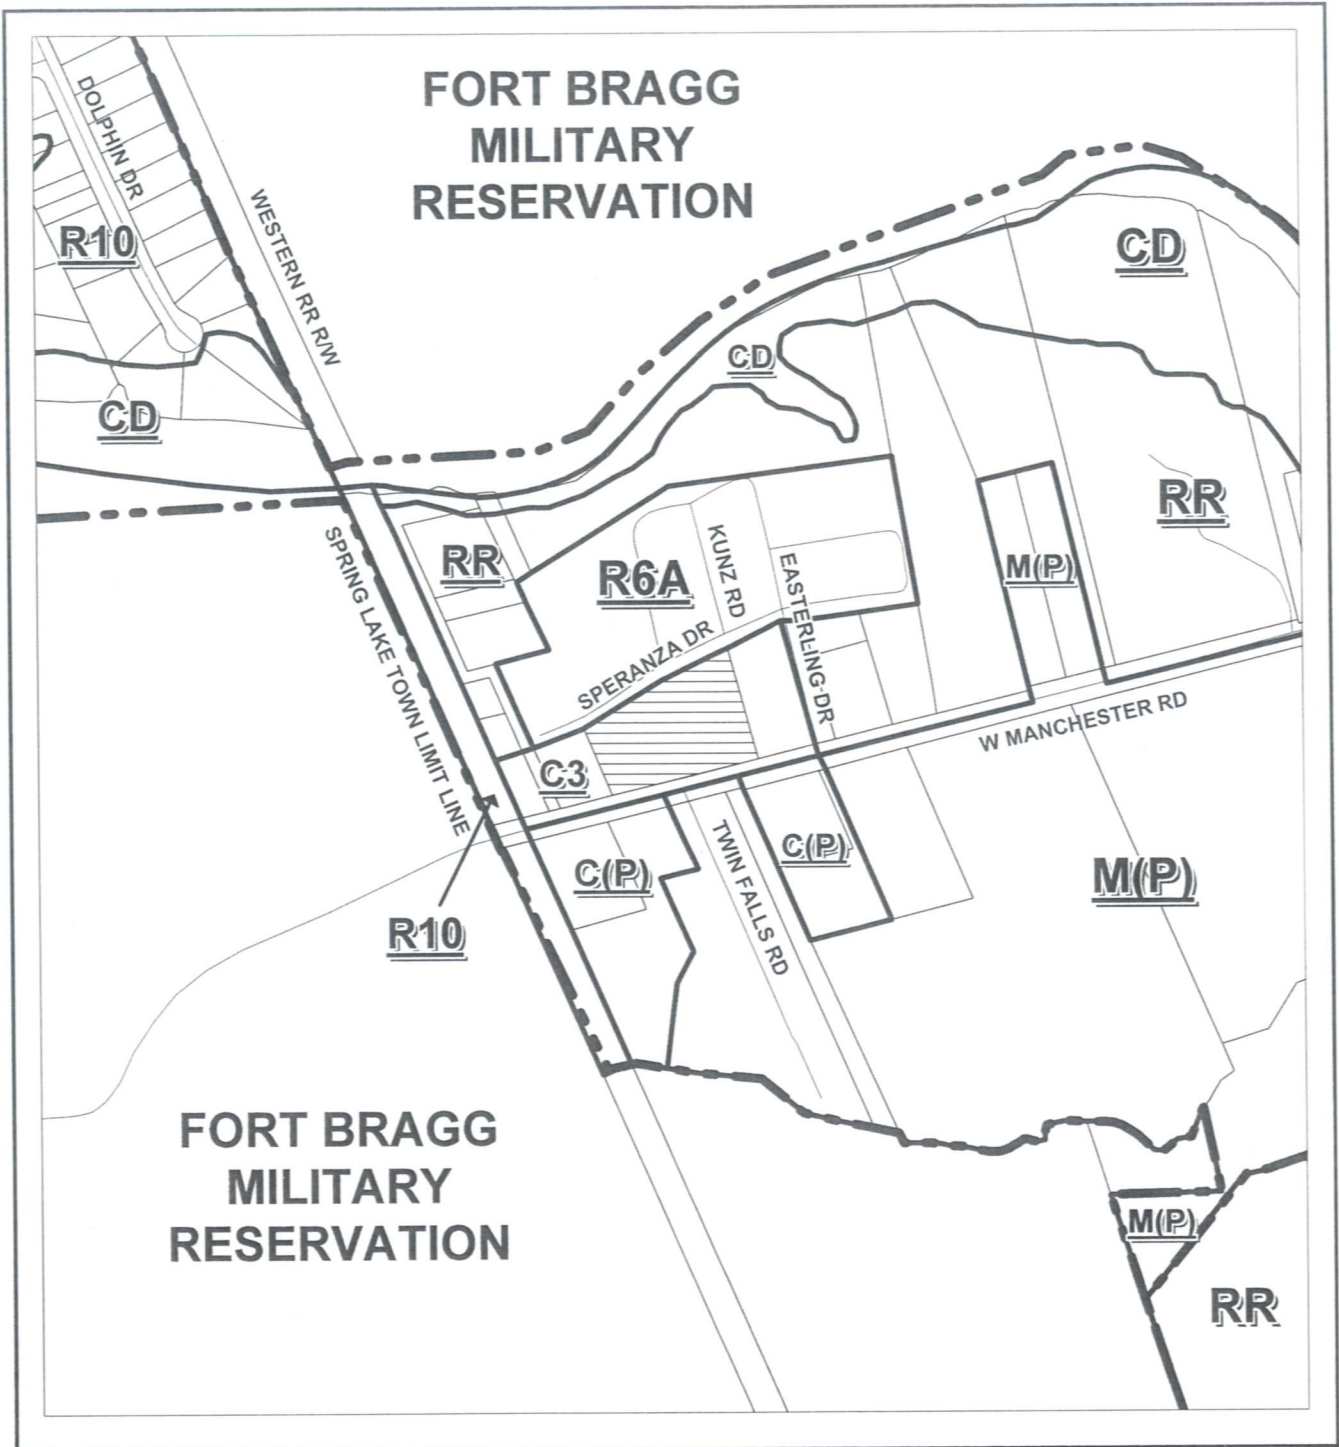 FORT BRAGG
MILITARY
RESERVATION
DOLPHIN DR
WESTERN RR R/W
R10
CD
CD
CD
RR
RR
R6A
KUNZ RD
EASTERLING DR
M(P)
SPRING LAKE TOWN LIMIT LINE
SPERANZA DR
W MANCHESTER RD
C3
C(P)
TWIN FALLS RD
C(P)
M(P)
R10
FORT BRAGG
MILITARY
RESERVATION
M(P)
RR